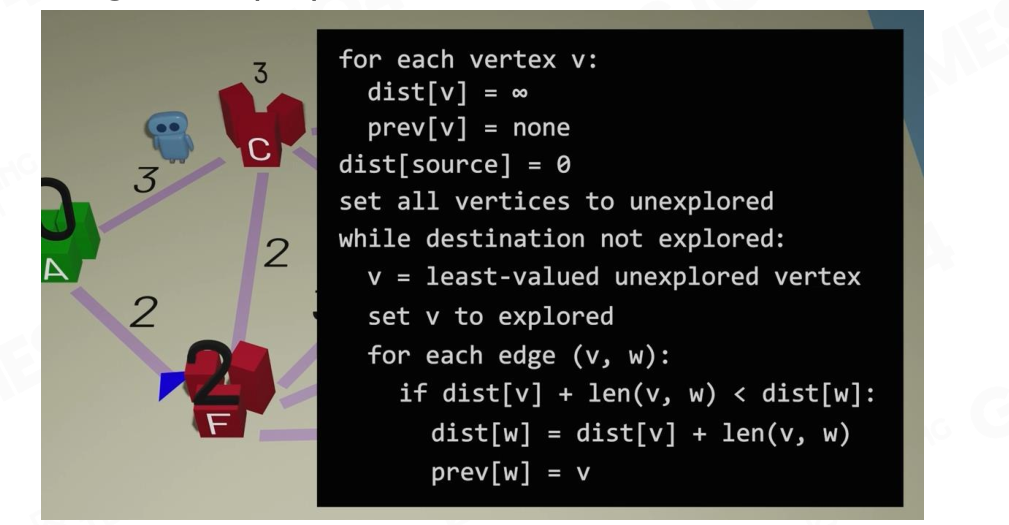 for each vertex v:
dist[v] = ∞
prev[v] = none
dist[source] = 0
set all vertices to unexplored
while destination not explored:
v = least-valued unexplored vertex
set v to explored
for each edge (v, w):
if dist[v] + len(v, w) < dist[w]:
dist[w] = dist[v] + len(v, w)
prev[w] = v
3
C
3
0
A
2
2
2
F